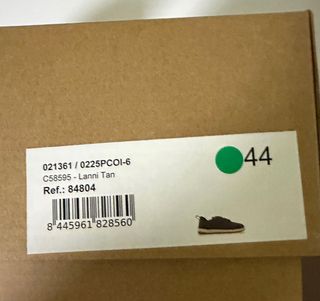 021361 / 0225PCOI-6
C58595 - Lanni Tan
Ref.: 84804
44
8 445961 828560